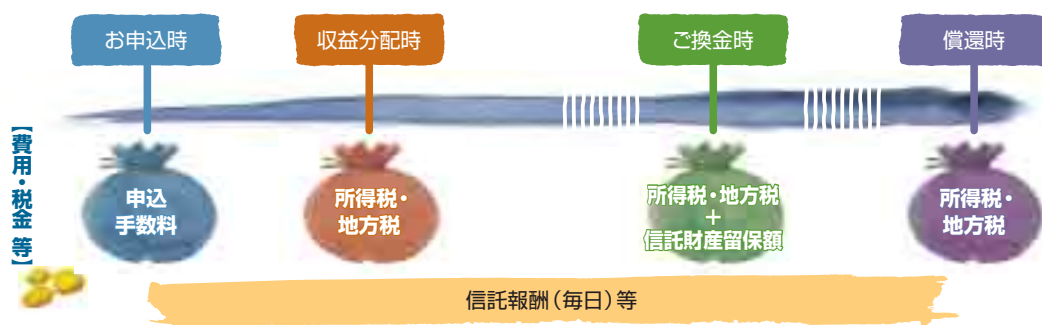 お申込時
収益分配時
ご換金時
償還時
【費用・税金 等】
申込
手数料
所得税・
地方税
所得税・地方税
+
信託財産留保額
所得税・
地方税
信託報酬(毎日)等